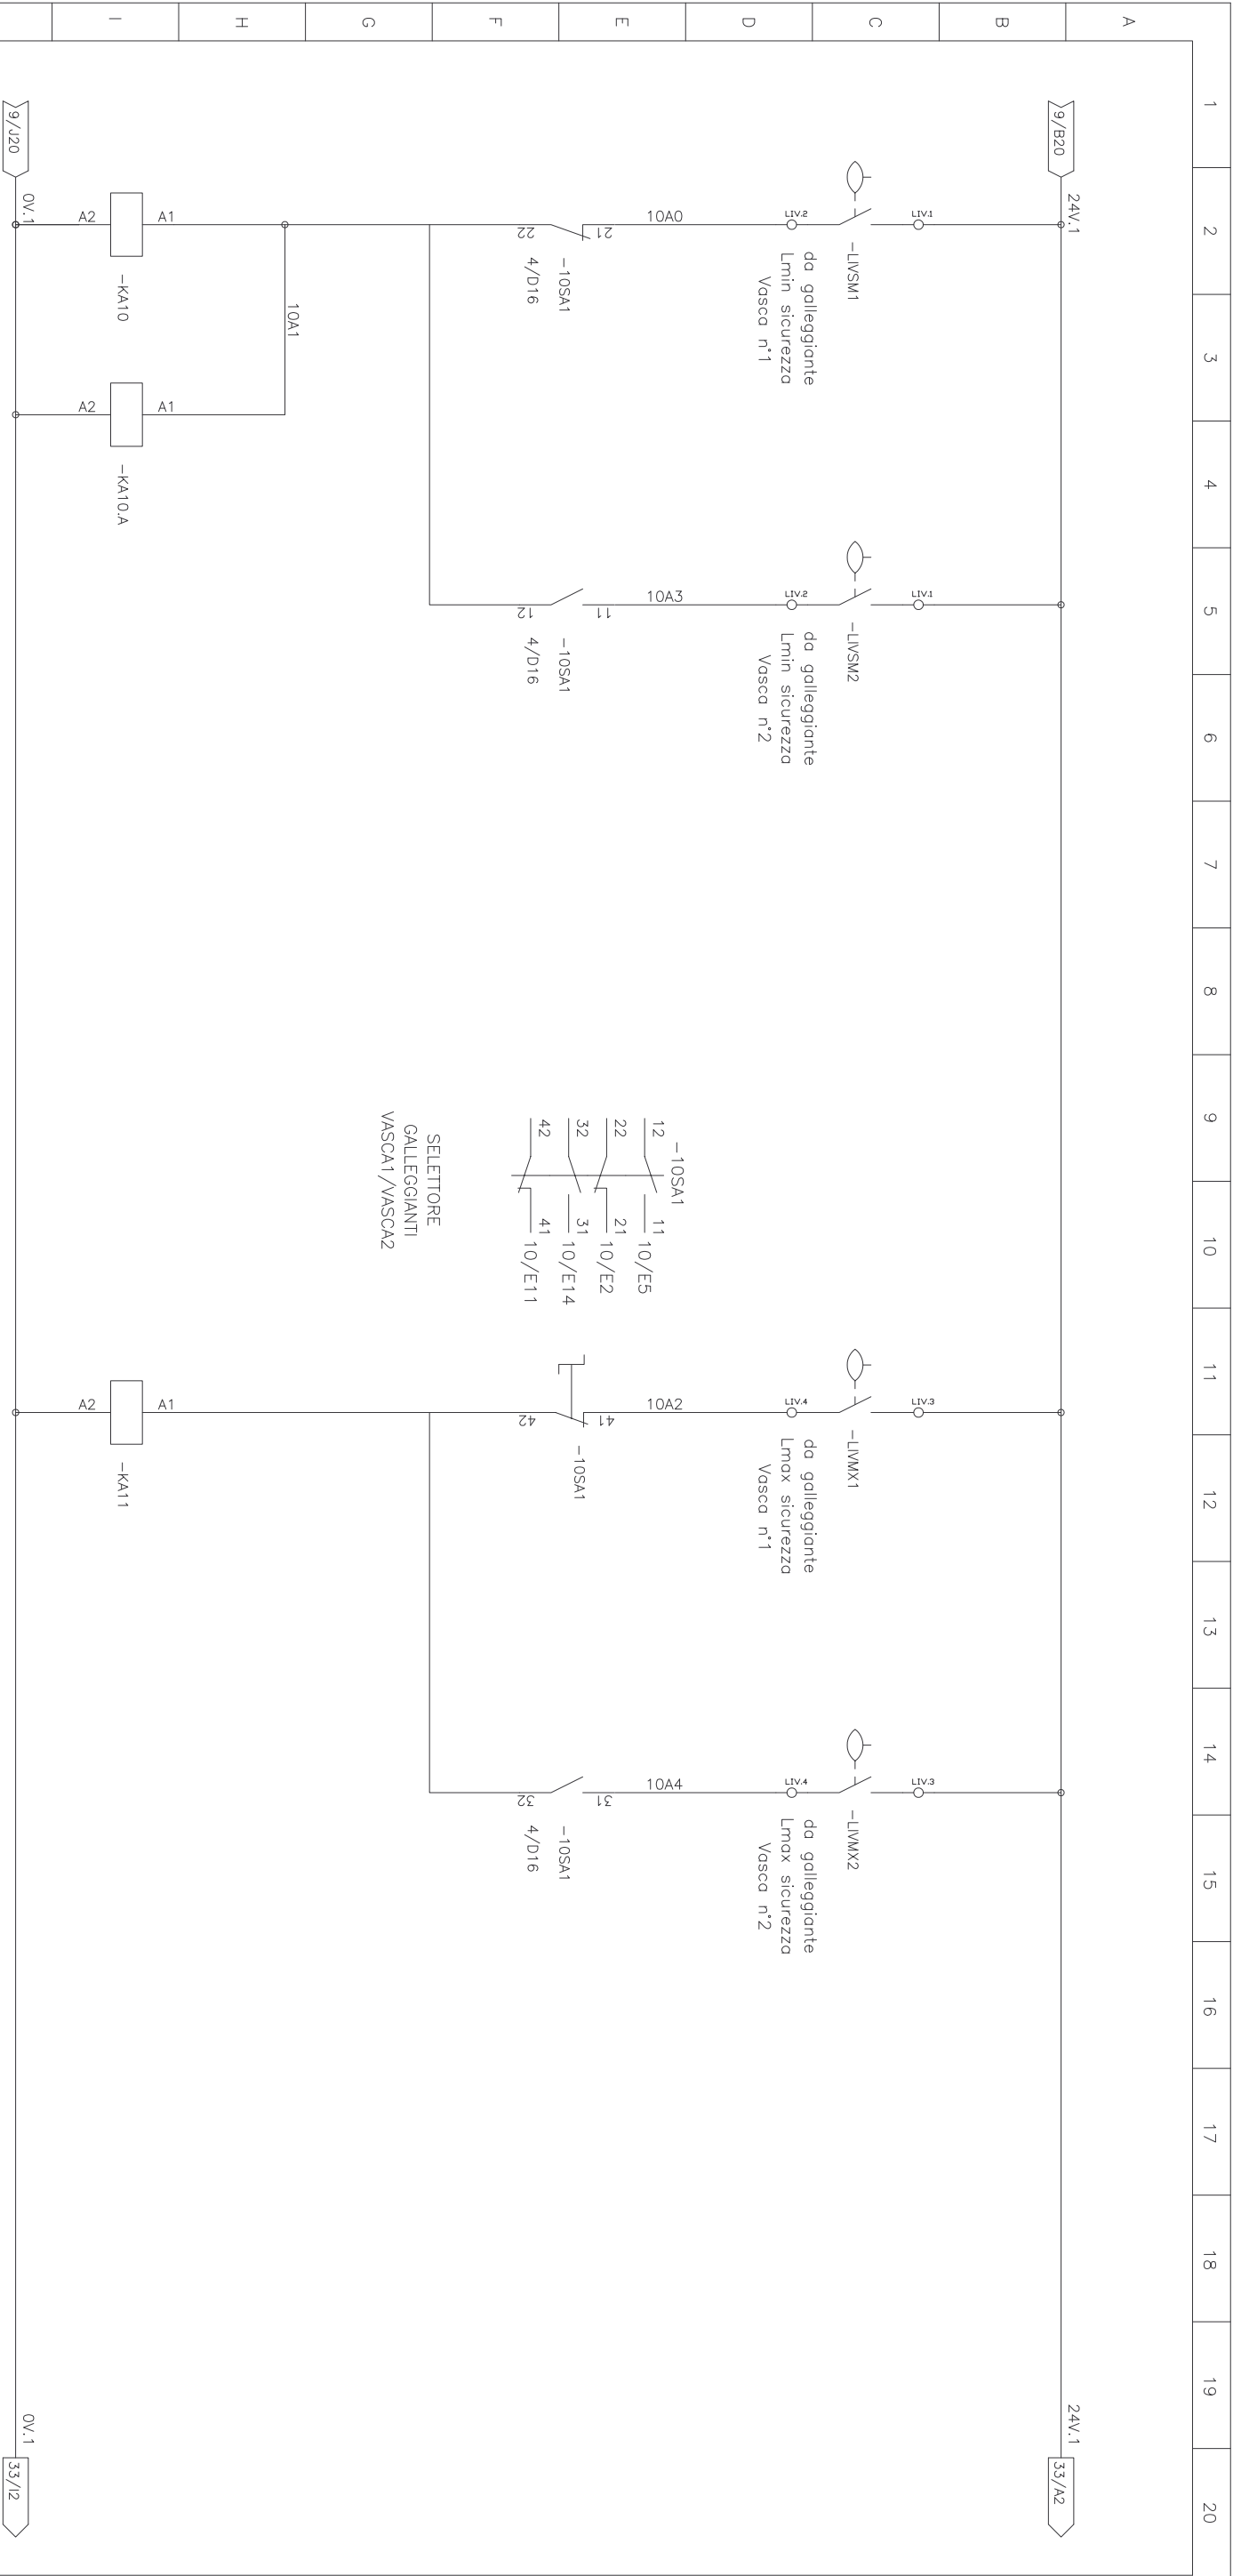 1
2
3
4
5
6
7
8
9
10
11
12
13
14
15
16
17
18
19
20
A
B
C
D
E
F
G
H
I
9/B20
24V.1
24V.1
33/A2
LIV.1
-LIVSM1
da galleggiante
Lmin sicurezza
Vasca n°1
LIV.2
10A0
21
22
-10SA1
4/D16
LIV.1
-LIVSM2
da galleggiante
Lmin sicurezza
Vasca n°2
LIV.2
10A3
11
12
-10SA1
4/D16
-10SA1
12
11
10/E5
22
21
10/E2
32
31
10/E14
42
41
10/E11
SELETTORE
GALLEGGIANTI
VASCA1/VASCA2
LIV.3
-LIVMX1
da galleggiante
Lmax sicurezza
Vasca n°1
LIV.4
10A2
41
42
-10SA1
LIV.3
-LIVMX2
da galleggiante
Lmax sicurezza
Vasca n°2
LIV.4
10A4
31
32
-10SA1
4/D16
10A1
A1
A2
-KA10
A1
A2
-KA10.A
A1
A2
-KA11
9/J20
0V.1
0V.1
33/I2